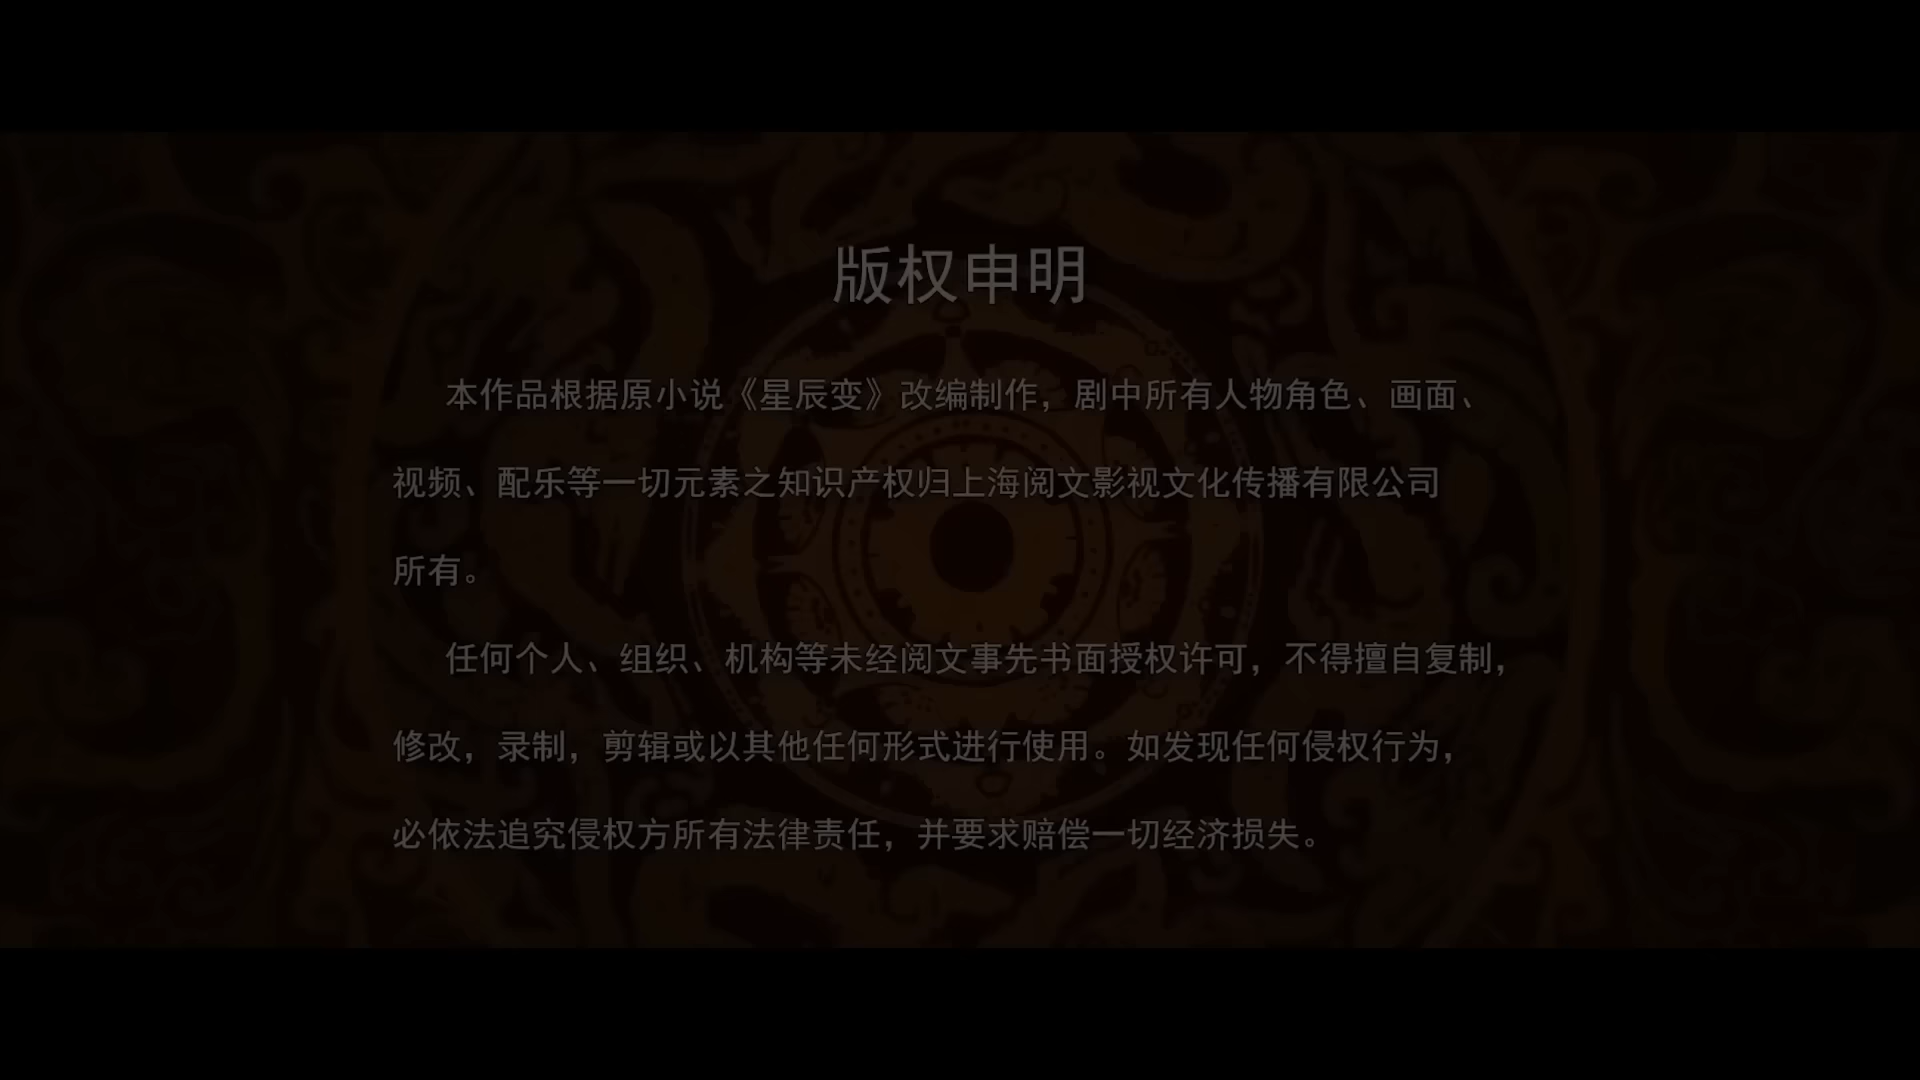 版权申明
本作品根据原小说《星辰变》改编制作，剧中所有人物角色、画面、
视频、配乐等一切元素之知识产权归上海阅文影视文化传播有限公司
所有。
任何个人、组织、机构等未经阅文事先书面授权许可，不得擅自复制，
修改，录制，剪辑或以其他任何形式进行使用。如发现任何侵权行为，
必依法追究侵权方所有法律责任，并要求赔偿一切经济损失。